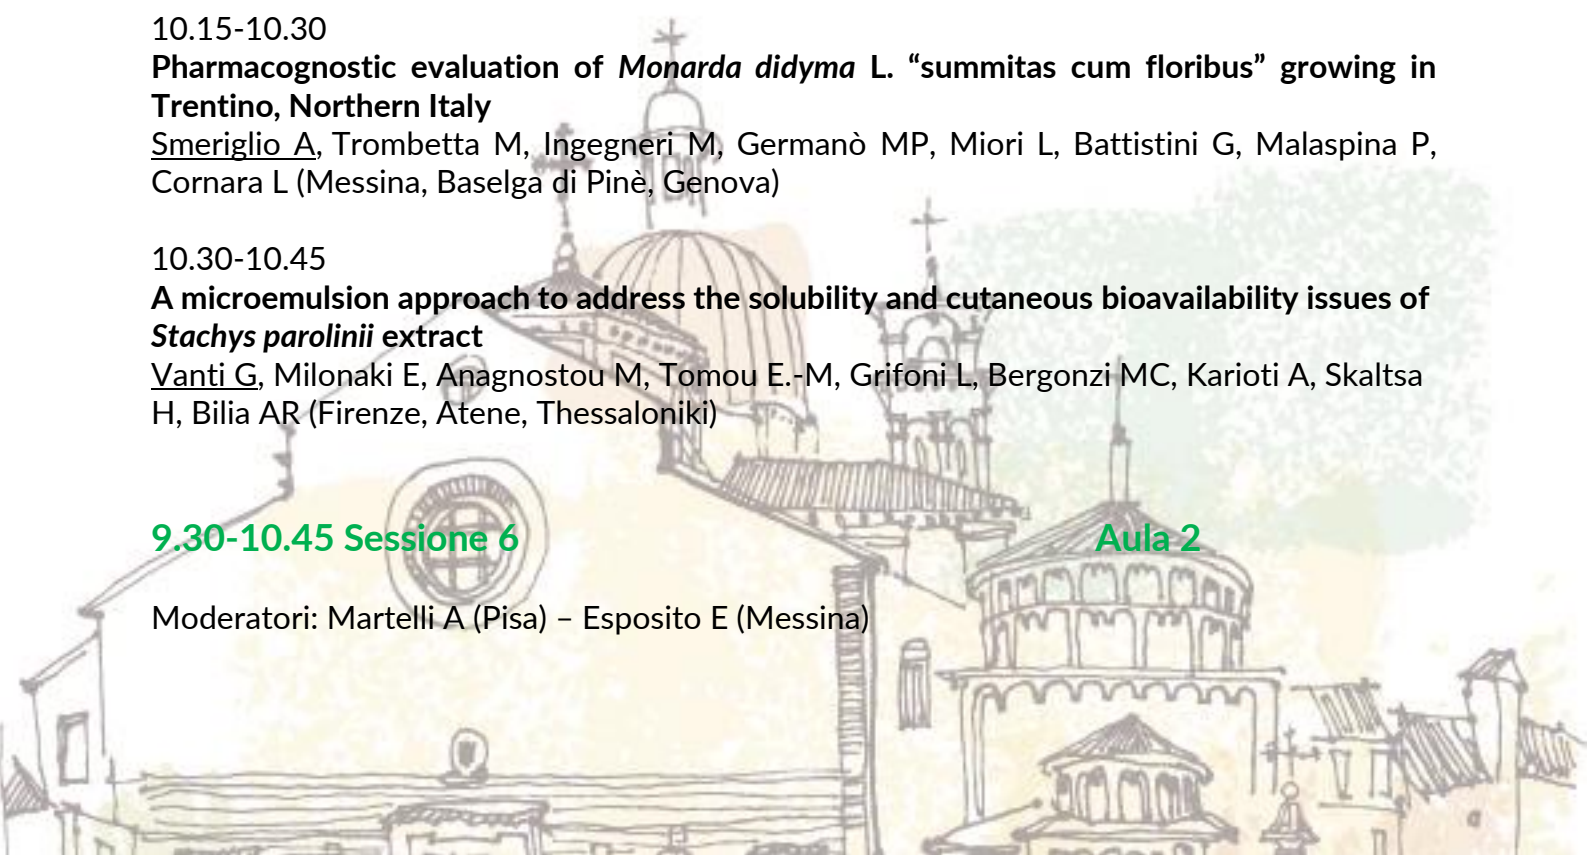 10.15-10.30
Pharmacognostic evaluation of Monarda didyma L. “summitas cum floribus” growing in
Trentino, Northern Italy
Smeriglio A, Trombetta M, Ingegneri M, Germanò MP, Miori L, Battistini G, Malaspina P,
Cornara L (Messina, Baselga di Pinè, Genova)
10.30-10.45
A microemulsion approach to address the solubility and cutaneous bioavailability issues of
Stachys parolinii extract
Vanti G, Milonaki E, Anagnostou M, Tomou E.-M, Grifoni L, Bergonzi MC, Karioti A, Skaltsa
H, Bilia AR (Firenze, Atene, Thessaloniki)
9.30-10.45 Sessione 6 Aula 2
Moderatori: Martelli A (Pisa) – Esposito E (Messina)